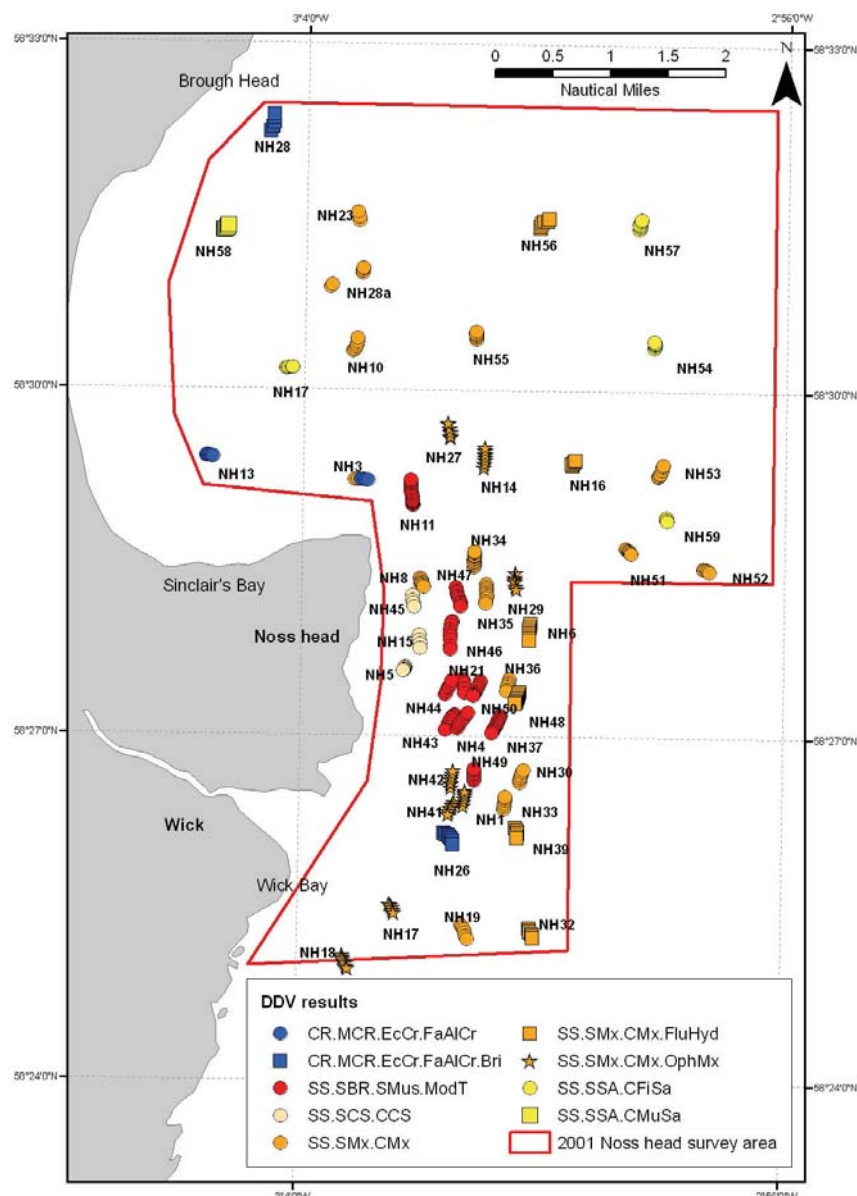 3°4'0"W
2°56'0"W
58°33'0"N
58°33'0"N
N
0 0.5 1 1.5 2
Nautical Miles
Brough Head
NH28
NH23
NH58
NH56
NH57
NH28a
NH10
NH55
NH54
NH17
58°30'0"N
58°30'0"N
NH27
NH13
NH3
NH14
NH16
NH53
NH11
NH59
NH34
NH51
NH52
Sinclair's Bay
NH8
NH47
NH45
NH29
NH35
Noss head
NH15
NH6
NH46
NH5
NH21
NH36
NH44
NH50
NH48
58°27'0"N
58°27'0"N
NH43
NH4
NH37
NH49
NH42
NH30
NH41
NH1
NH33
Wick
NH39
NH26
Wick Bay
NH17
NH19
NH32
NH18
DDV results
CR.MCR.EcCr.FaAlCr
SS.SMx.CMx.FluHyd
CR.MCR.EcCr.FaAlCr.Bri
SS.SMx.CMx.OphMx
SS.SBR.SMus.ModT
SS.SSA.CFiSa
SS.SCS.CCS
SS.SSA.CMuSa
SS.SMx.CMx
2001 Noss head survey area
58°24'0"N
58°24'0"N